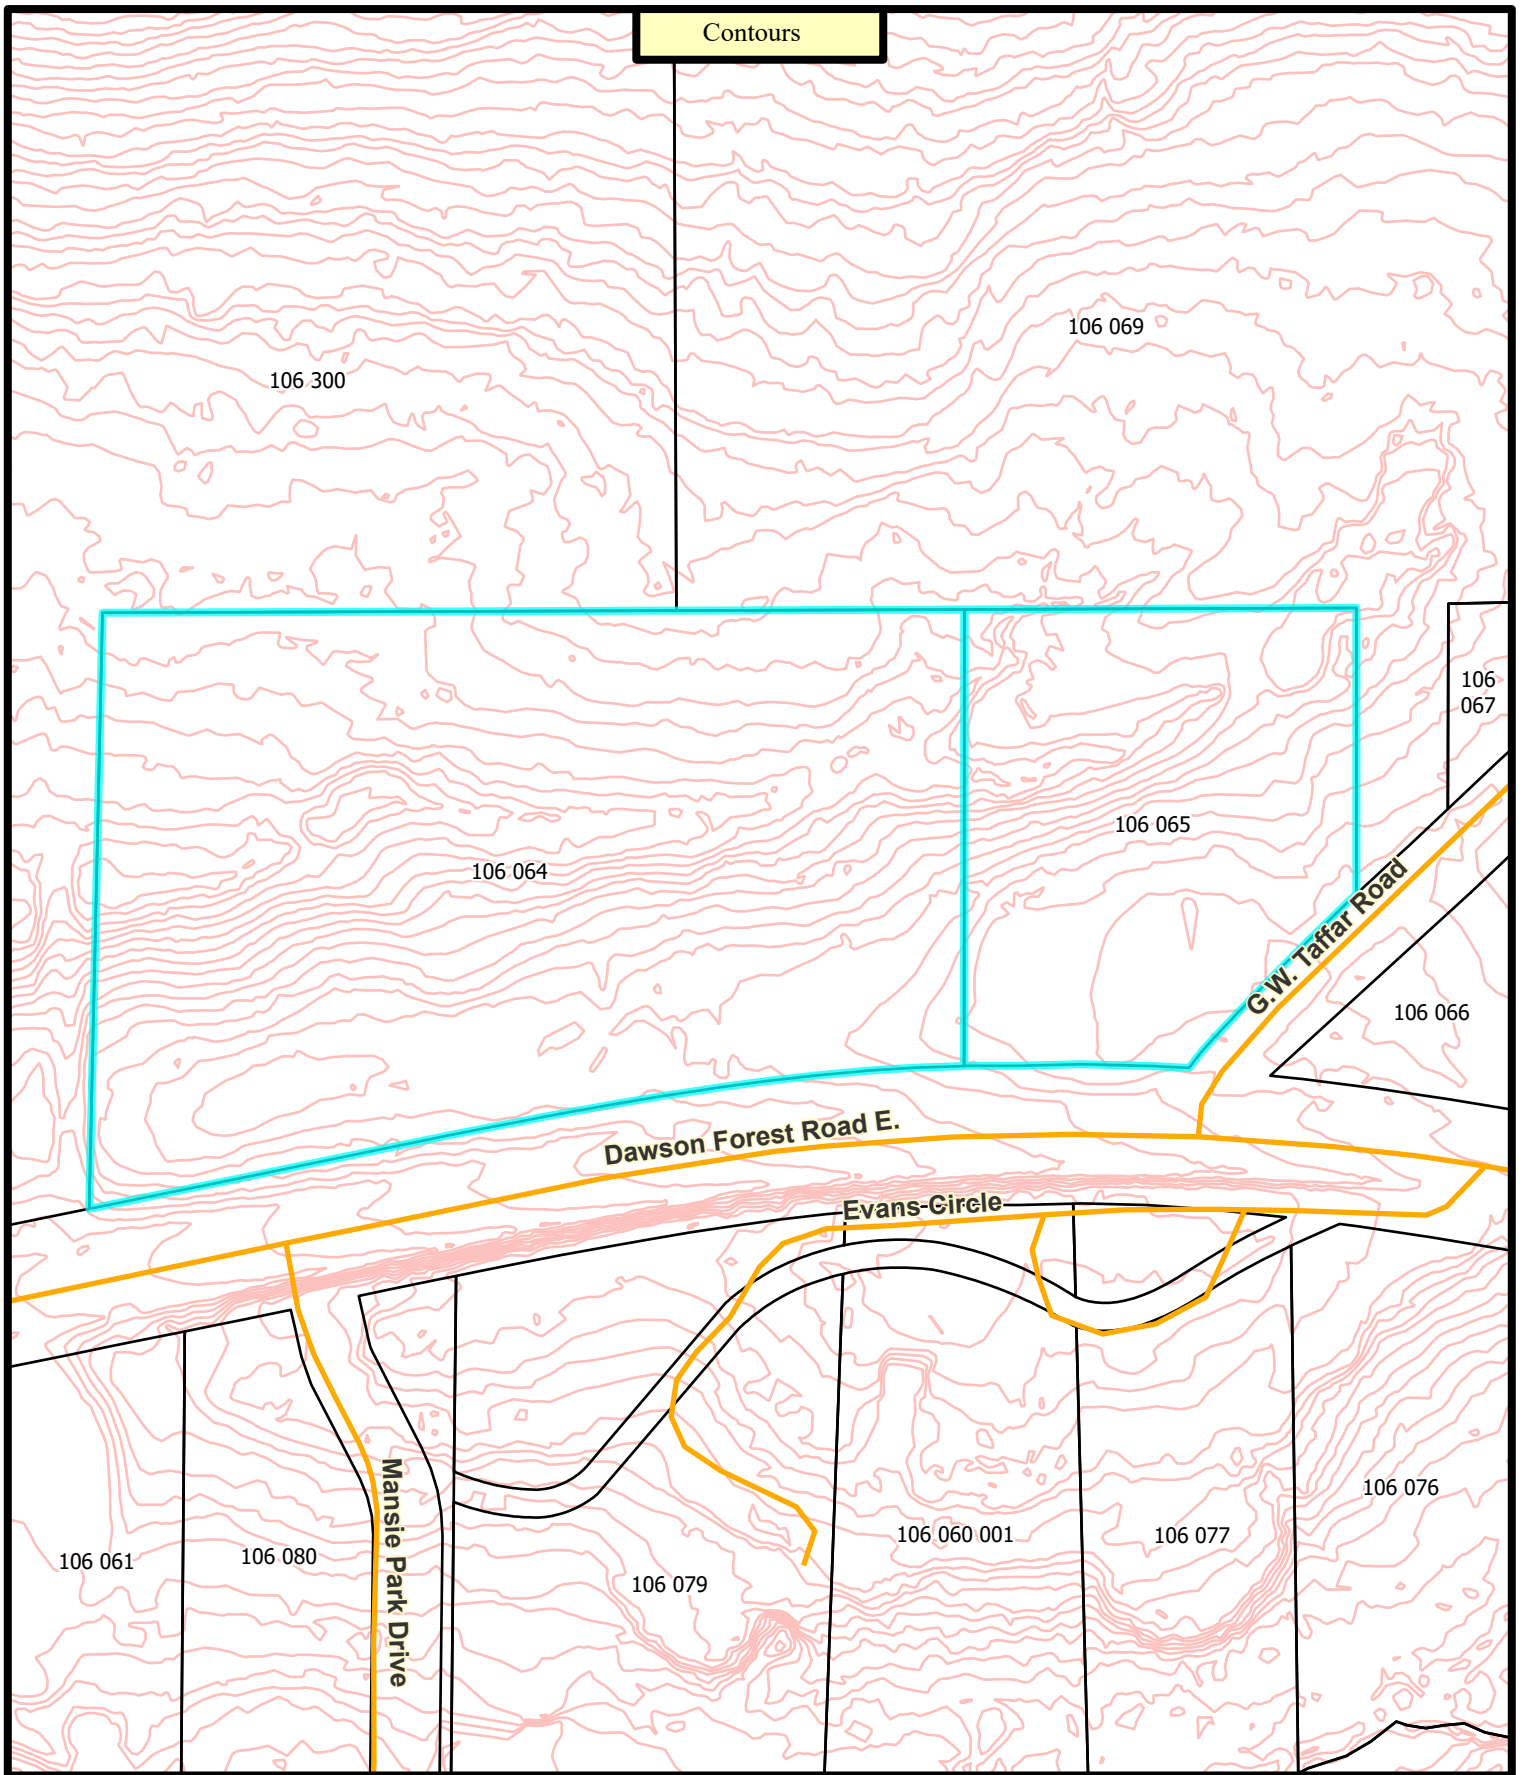 Contours
106 069
106 300
106
067
106 065
106 064
G.W. Taffar Road
106 066
Dawson Forest Road E.
Evans Circle
Mansie Park Drive
106 076
106 060 001
106 077
106 061
106 080
106 079